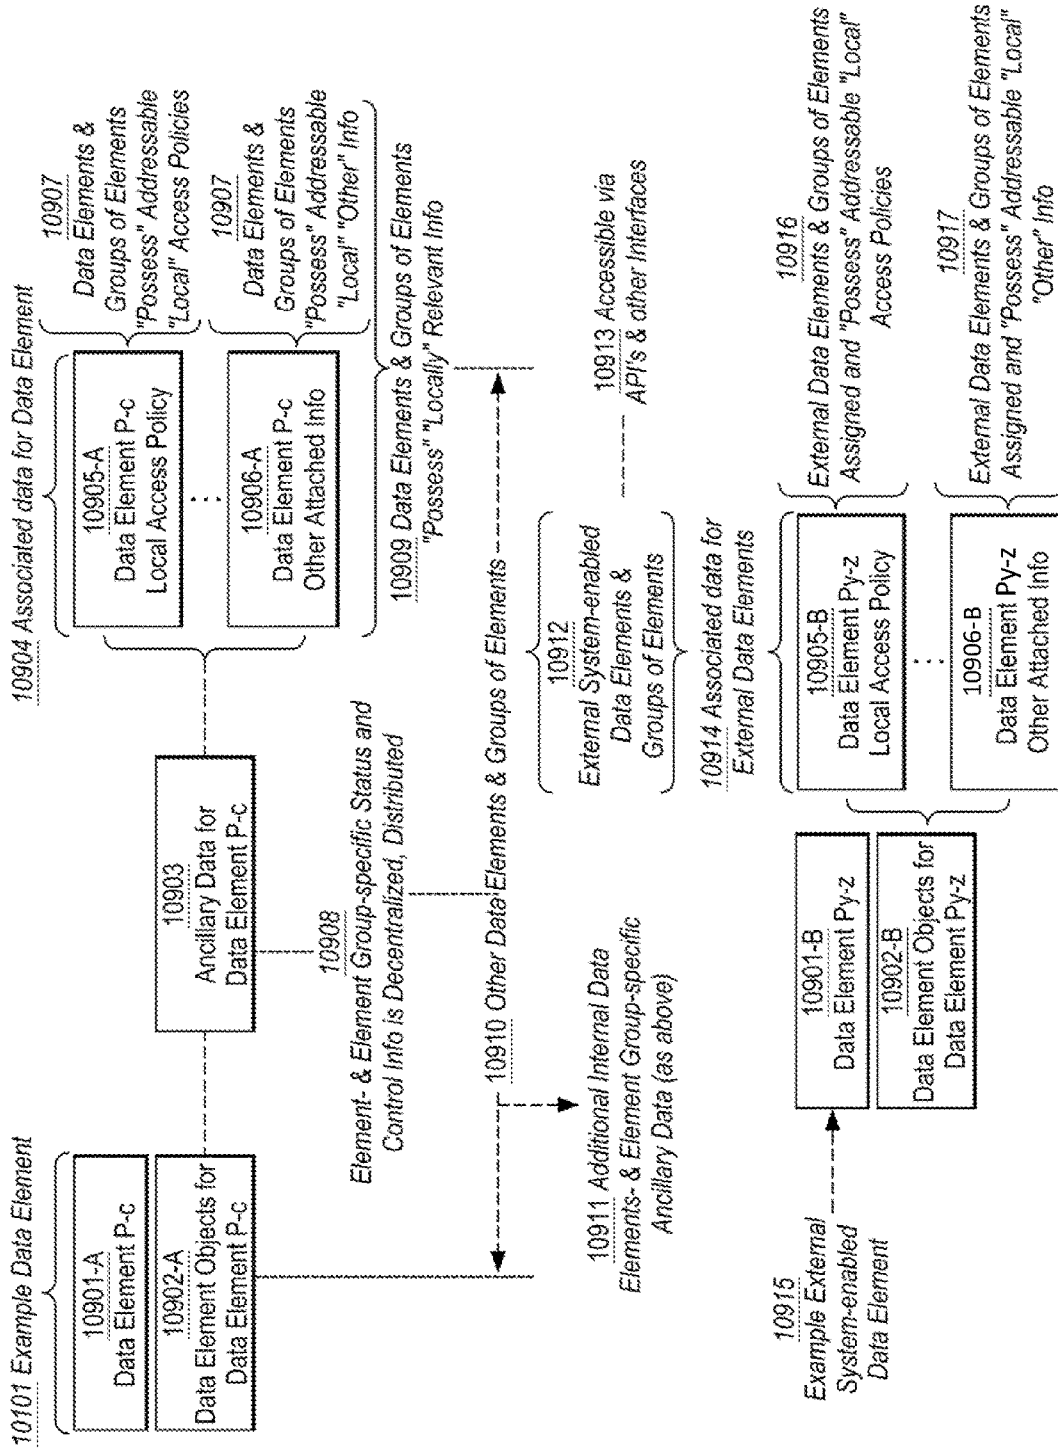 10101 Example Data Element
10901-A
Data Element P-c
10902-A
Data Element Objects for
Data Element P-c
10903
Ancillary Data for
Data Element P-c
10904 Associated data for Data Element
10905-A
Data Element P-c
Local Access Policy
...
10906-A
Data Element P-c
Other Attached Info
10907
Data Elements &
Groups of Elements
"Possess" Addressable
"Local" Access Policies
10907
Data Elements &
Groups of Elements
"Possess" Addressable
"Local" "Other" Info
10908
Element- & Element Group-specific Status and
Control Info is Decentralized, Distributed
10909 Data Elements & Groups of Elements
"Possess" "Locally" Relevant Info
10910 Other Data Elements & Groups of Elements
10911 Additional Internal Data
Elements- & Element Group-specific
Ancillary Data (as above)
10912
External System-enabled
Data Elements &
Groups of Elements
10913 Accessible via
API's & other Interfaces
10914 Associated data for
External Data Elements
10915
Example External
System-enabled
Data Element
10901-B
Data Element Py-z
10902-B
Data Element Objects for
Data Element Py-z
10905-B
Data Element Py-z
Local Access Policy
...
10906-B
Data Element Py-z
Other Attached Info
10916
External Data Elements & Groups of Elements
Assigned and "Possess" Addressable "Local"
Access Policies
10917
External Data Elements & Groups of Elements
Assigned and "Possess" Addressable "Local"
"Other" Info